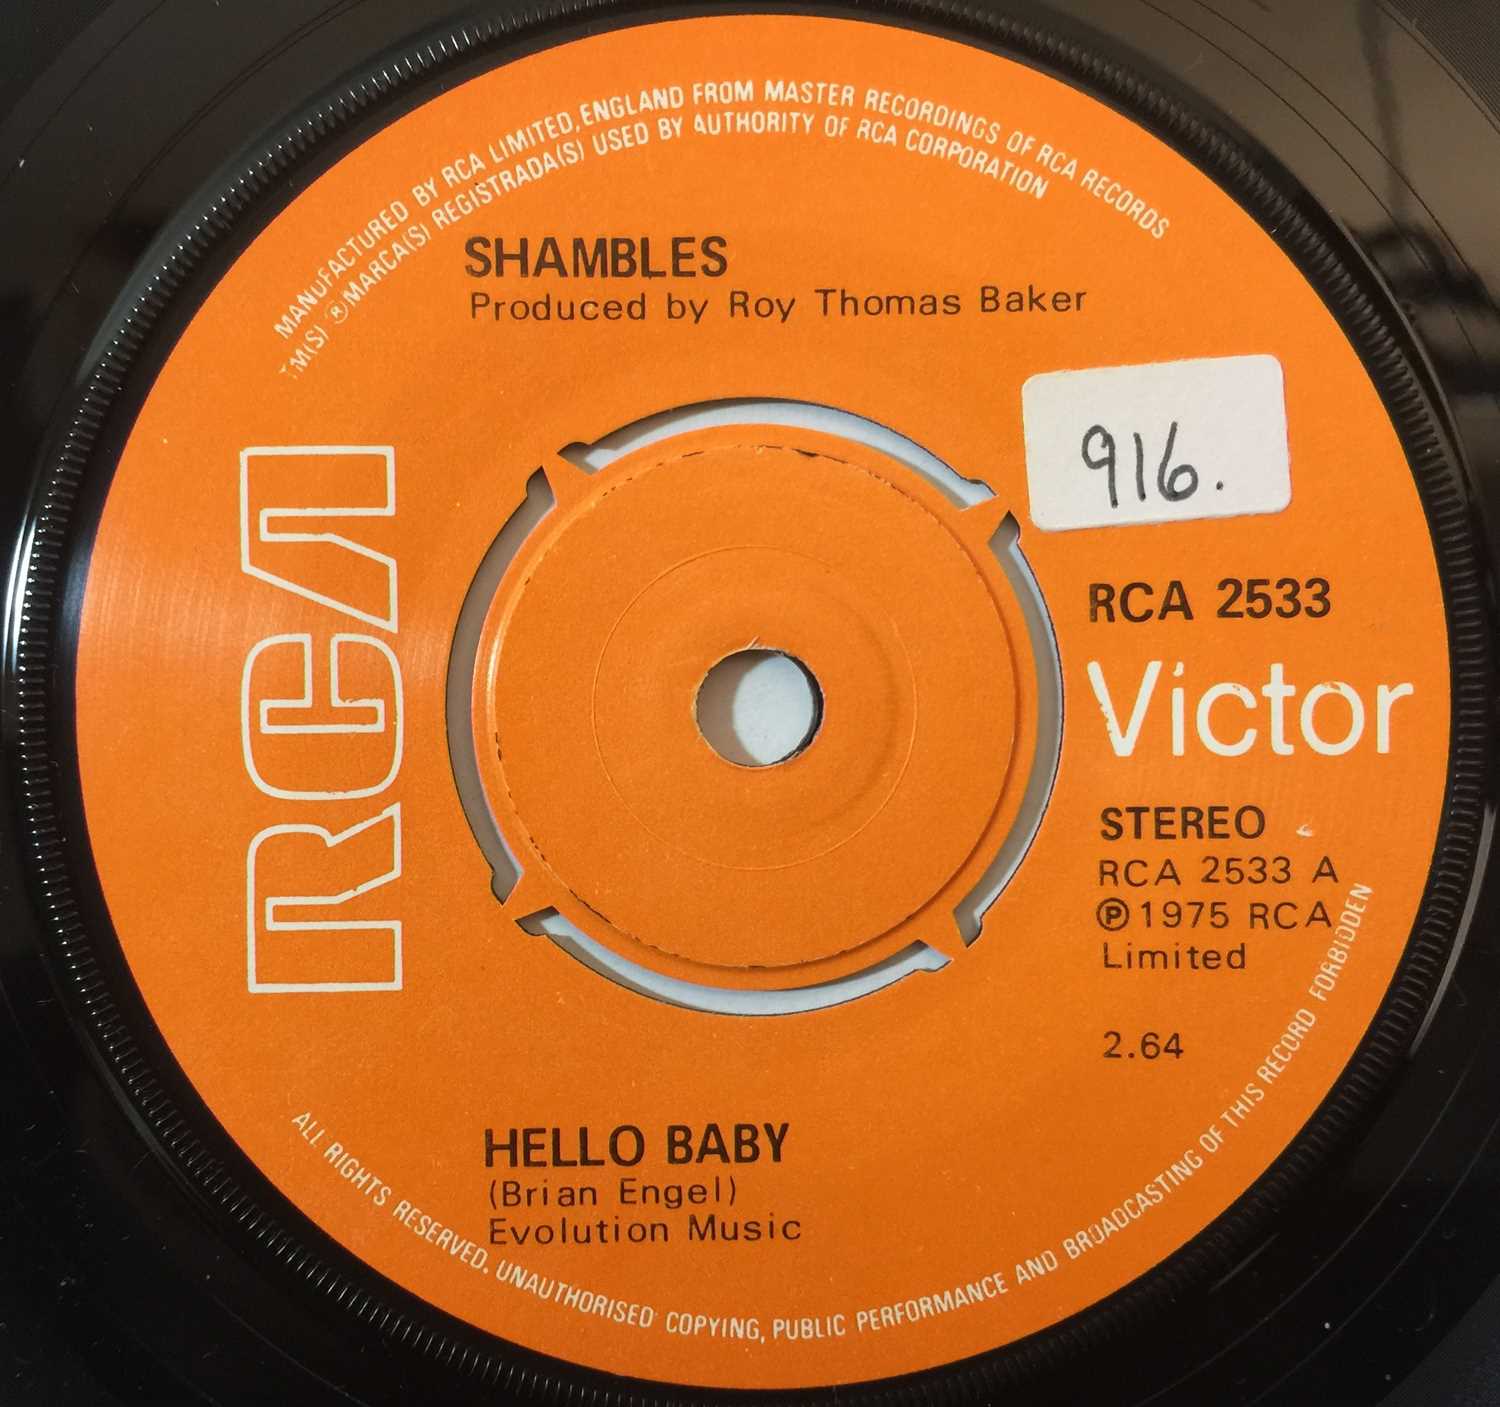 MANUFACTURED BY RCA LIMITED, ENGLAND FROM MASTER RECORDINGS OF RCA RECORDS
TM(S) ® MARCA(S) REGISTRADA(S) USED BY AUTHORITY OF RCA CORPORATION
SHAMBLES
Produced by Roy Thomas Baker
916.
RCA
RCA 2533
Victor
STEREO
RCA 2533 A
℗ 1975 RCA
Limited
2.64
HELLO BABY
(Brian Engel)
Evolution Music
ALL RIGHTS RESERVED. UNAUTHORISED COPYING, PUBLIC PERFORMANCE AND BROADCASTING OF THIS RECORD FORBIDDEN